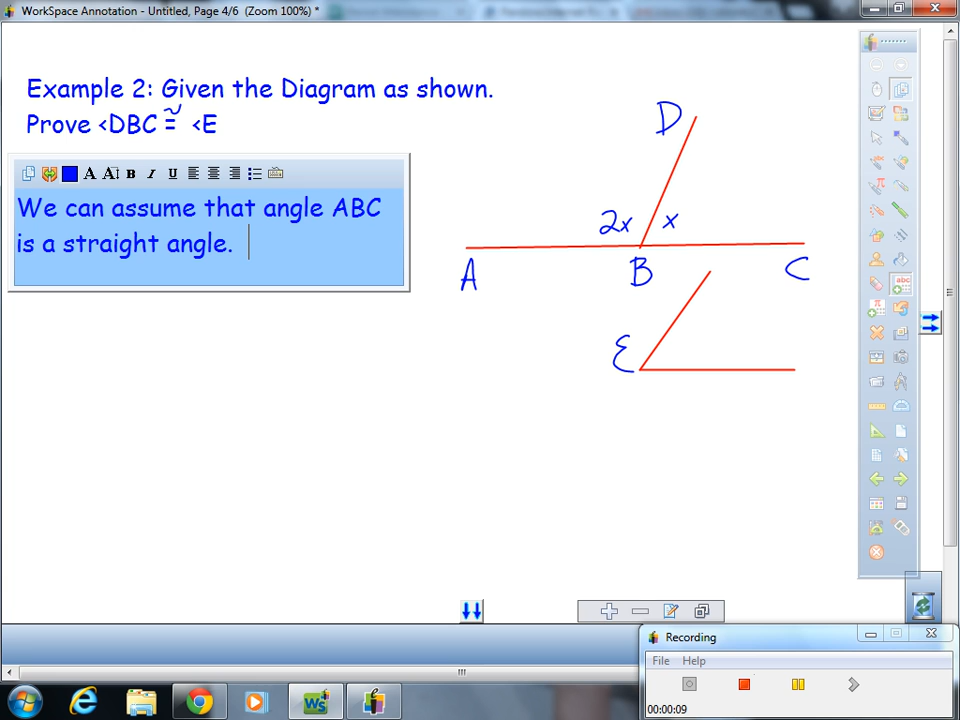 WorkSpace Annotation - Untitled, Page 4/6 (Zoom 100%) *
Example 2: Given the Diagram as shown.
Prove <DBC ≅ <E
A A B I U
We can assume that angle ABC
is a straight angle.
D
2x x
A B C
E
abc
Recording
File Help
00:00:09